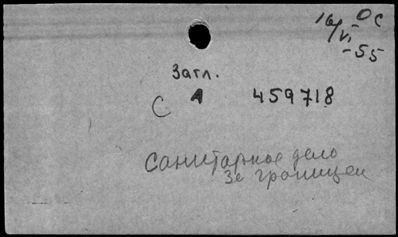 16/VI ОС
-55
Загл.
С А 459718
Санитарное дело
за границей